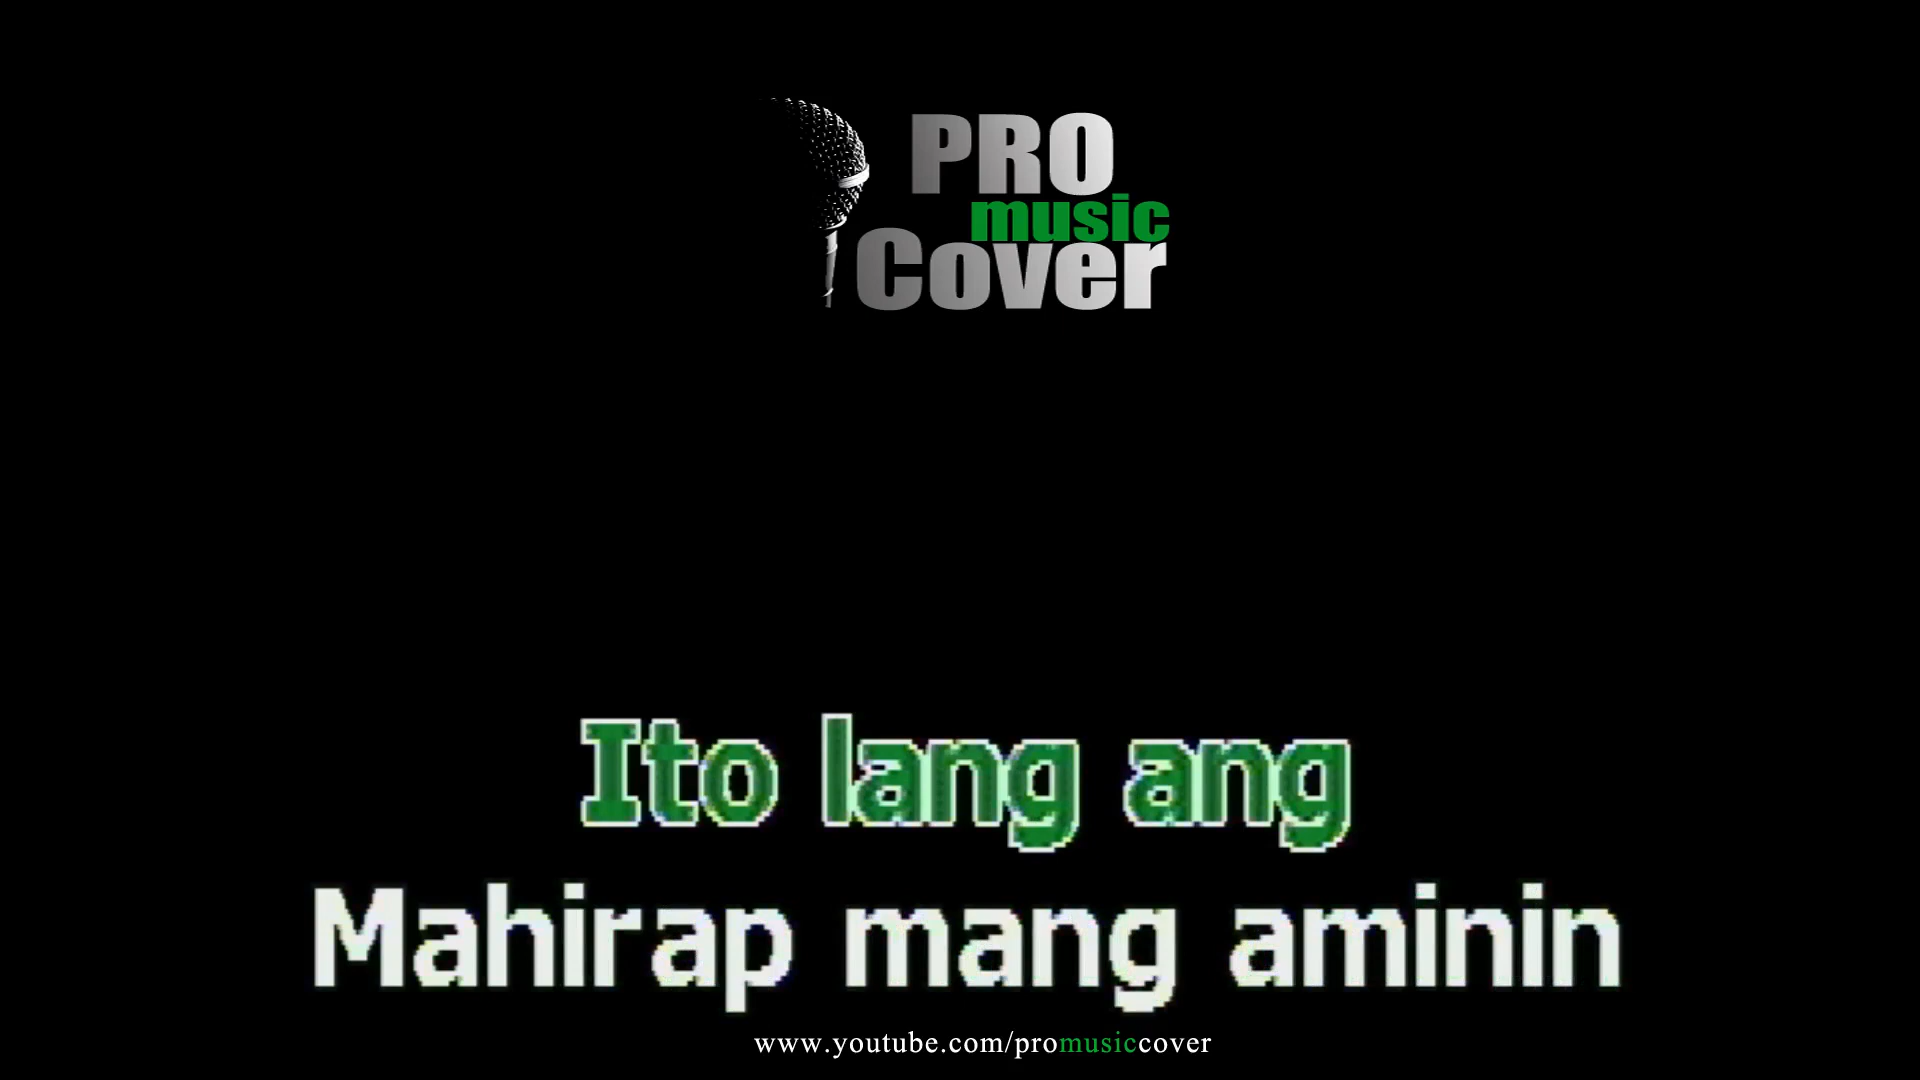 PRO
music
Cover
Ito lang ang
Mahirap mang aminin
www.youtube.com/promusiccover